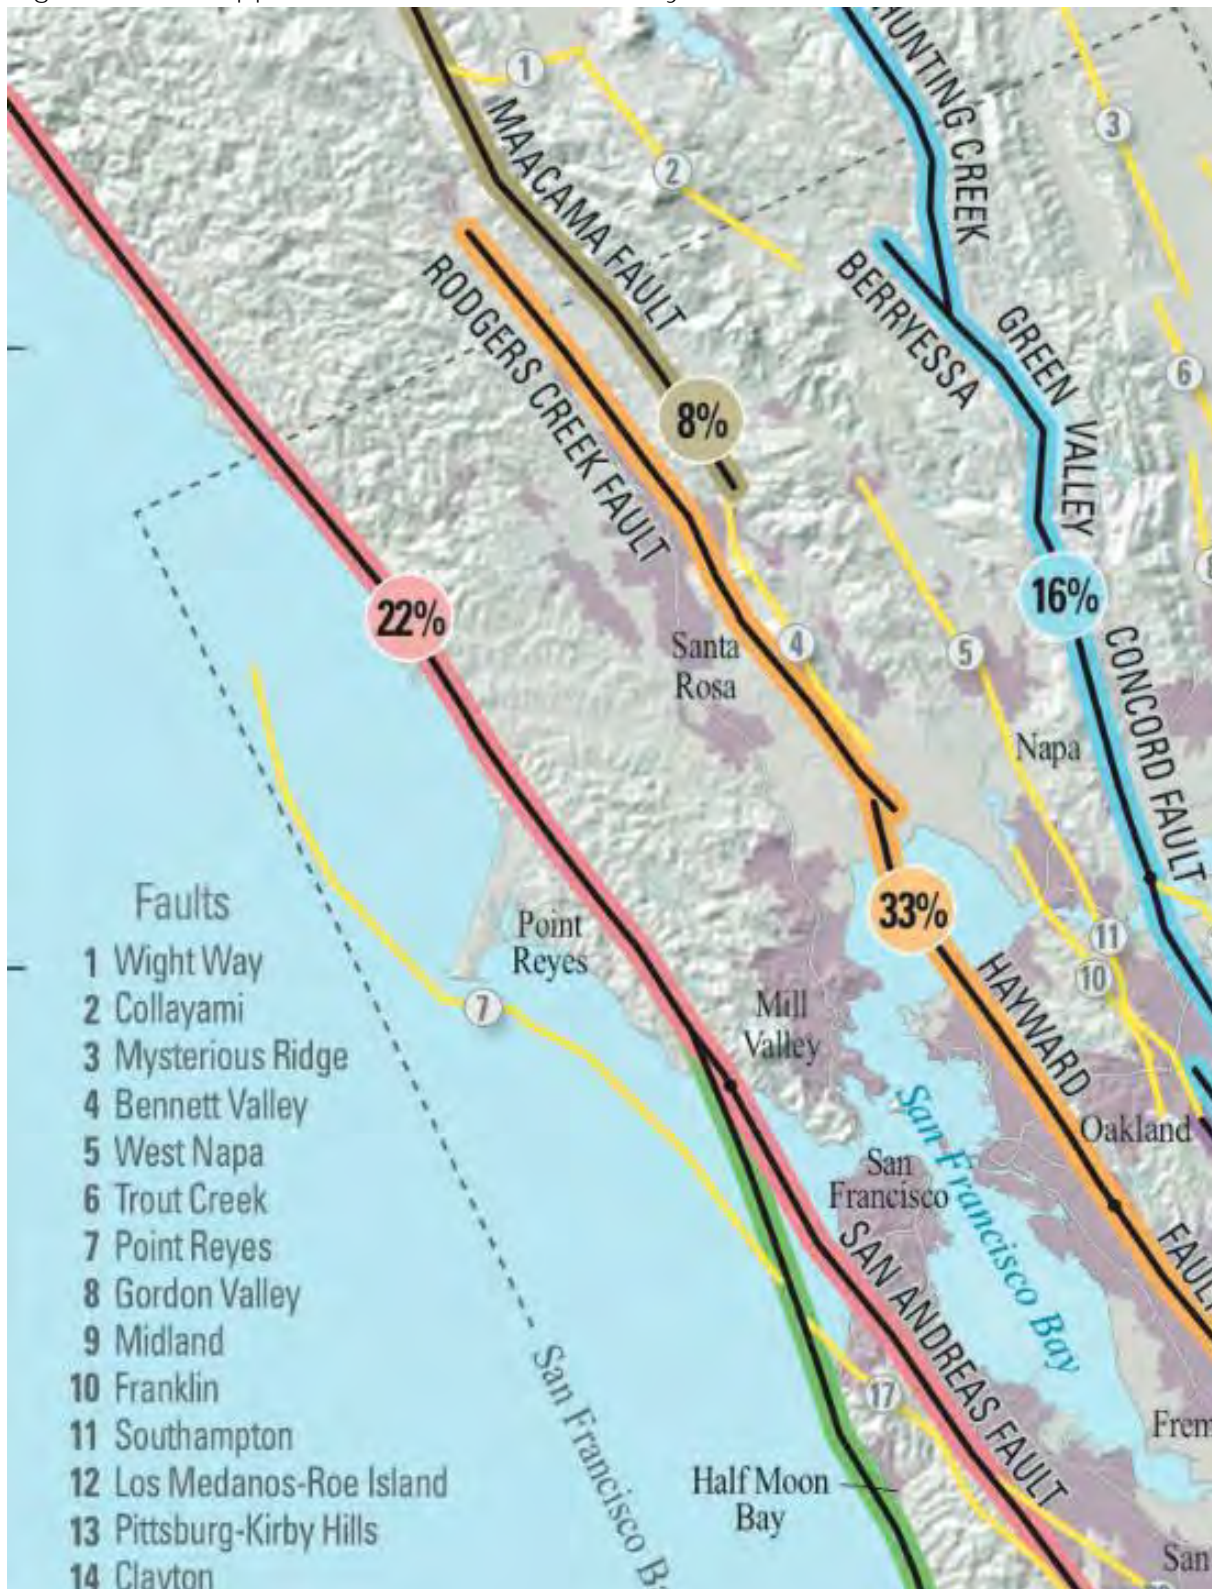 1
MAACAMA FAULT
2
HUNTING CREEK
3
BERRYESSA
GREEN VALLEY
6
RODGERS CREEK FAULT
8%
22%
16%
CONCORD FAULT
Santa
Rosa
4
5
Napa
33%
HAYWARD
FAULT
11
10
Point
Reyes
7
Mill
Valley
Oakland
San
Francisco
San Francisco Bay
SAN ANDREAS FAULT
17
Half Moon
Bay
San Francisco
Faults
1 Wight Way
2 Collayami
3 Mysterious Ridge
4 Bennett Valley
5 West Napa
6 Trout Creek
7 Point Reyes
8 Gordon Valley
9 Midland
10 Franklin
11 Southampton
12 Los Medanos-Roe Island
13 Pittsburg-Kirby Hills
14 Clayton
San